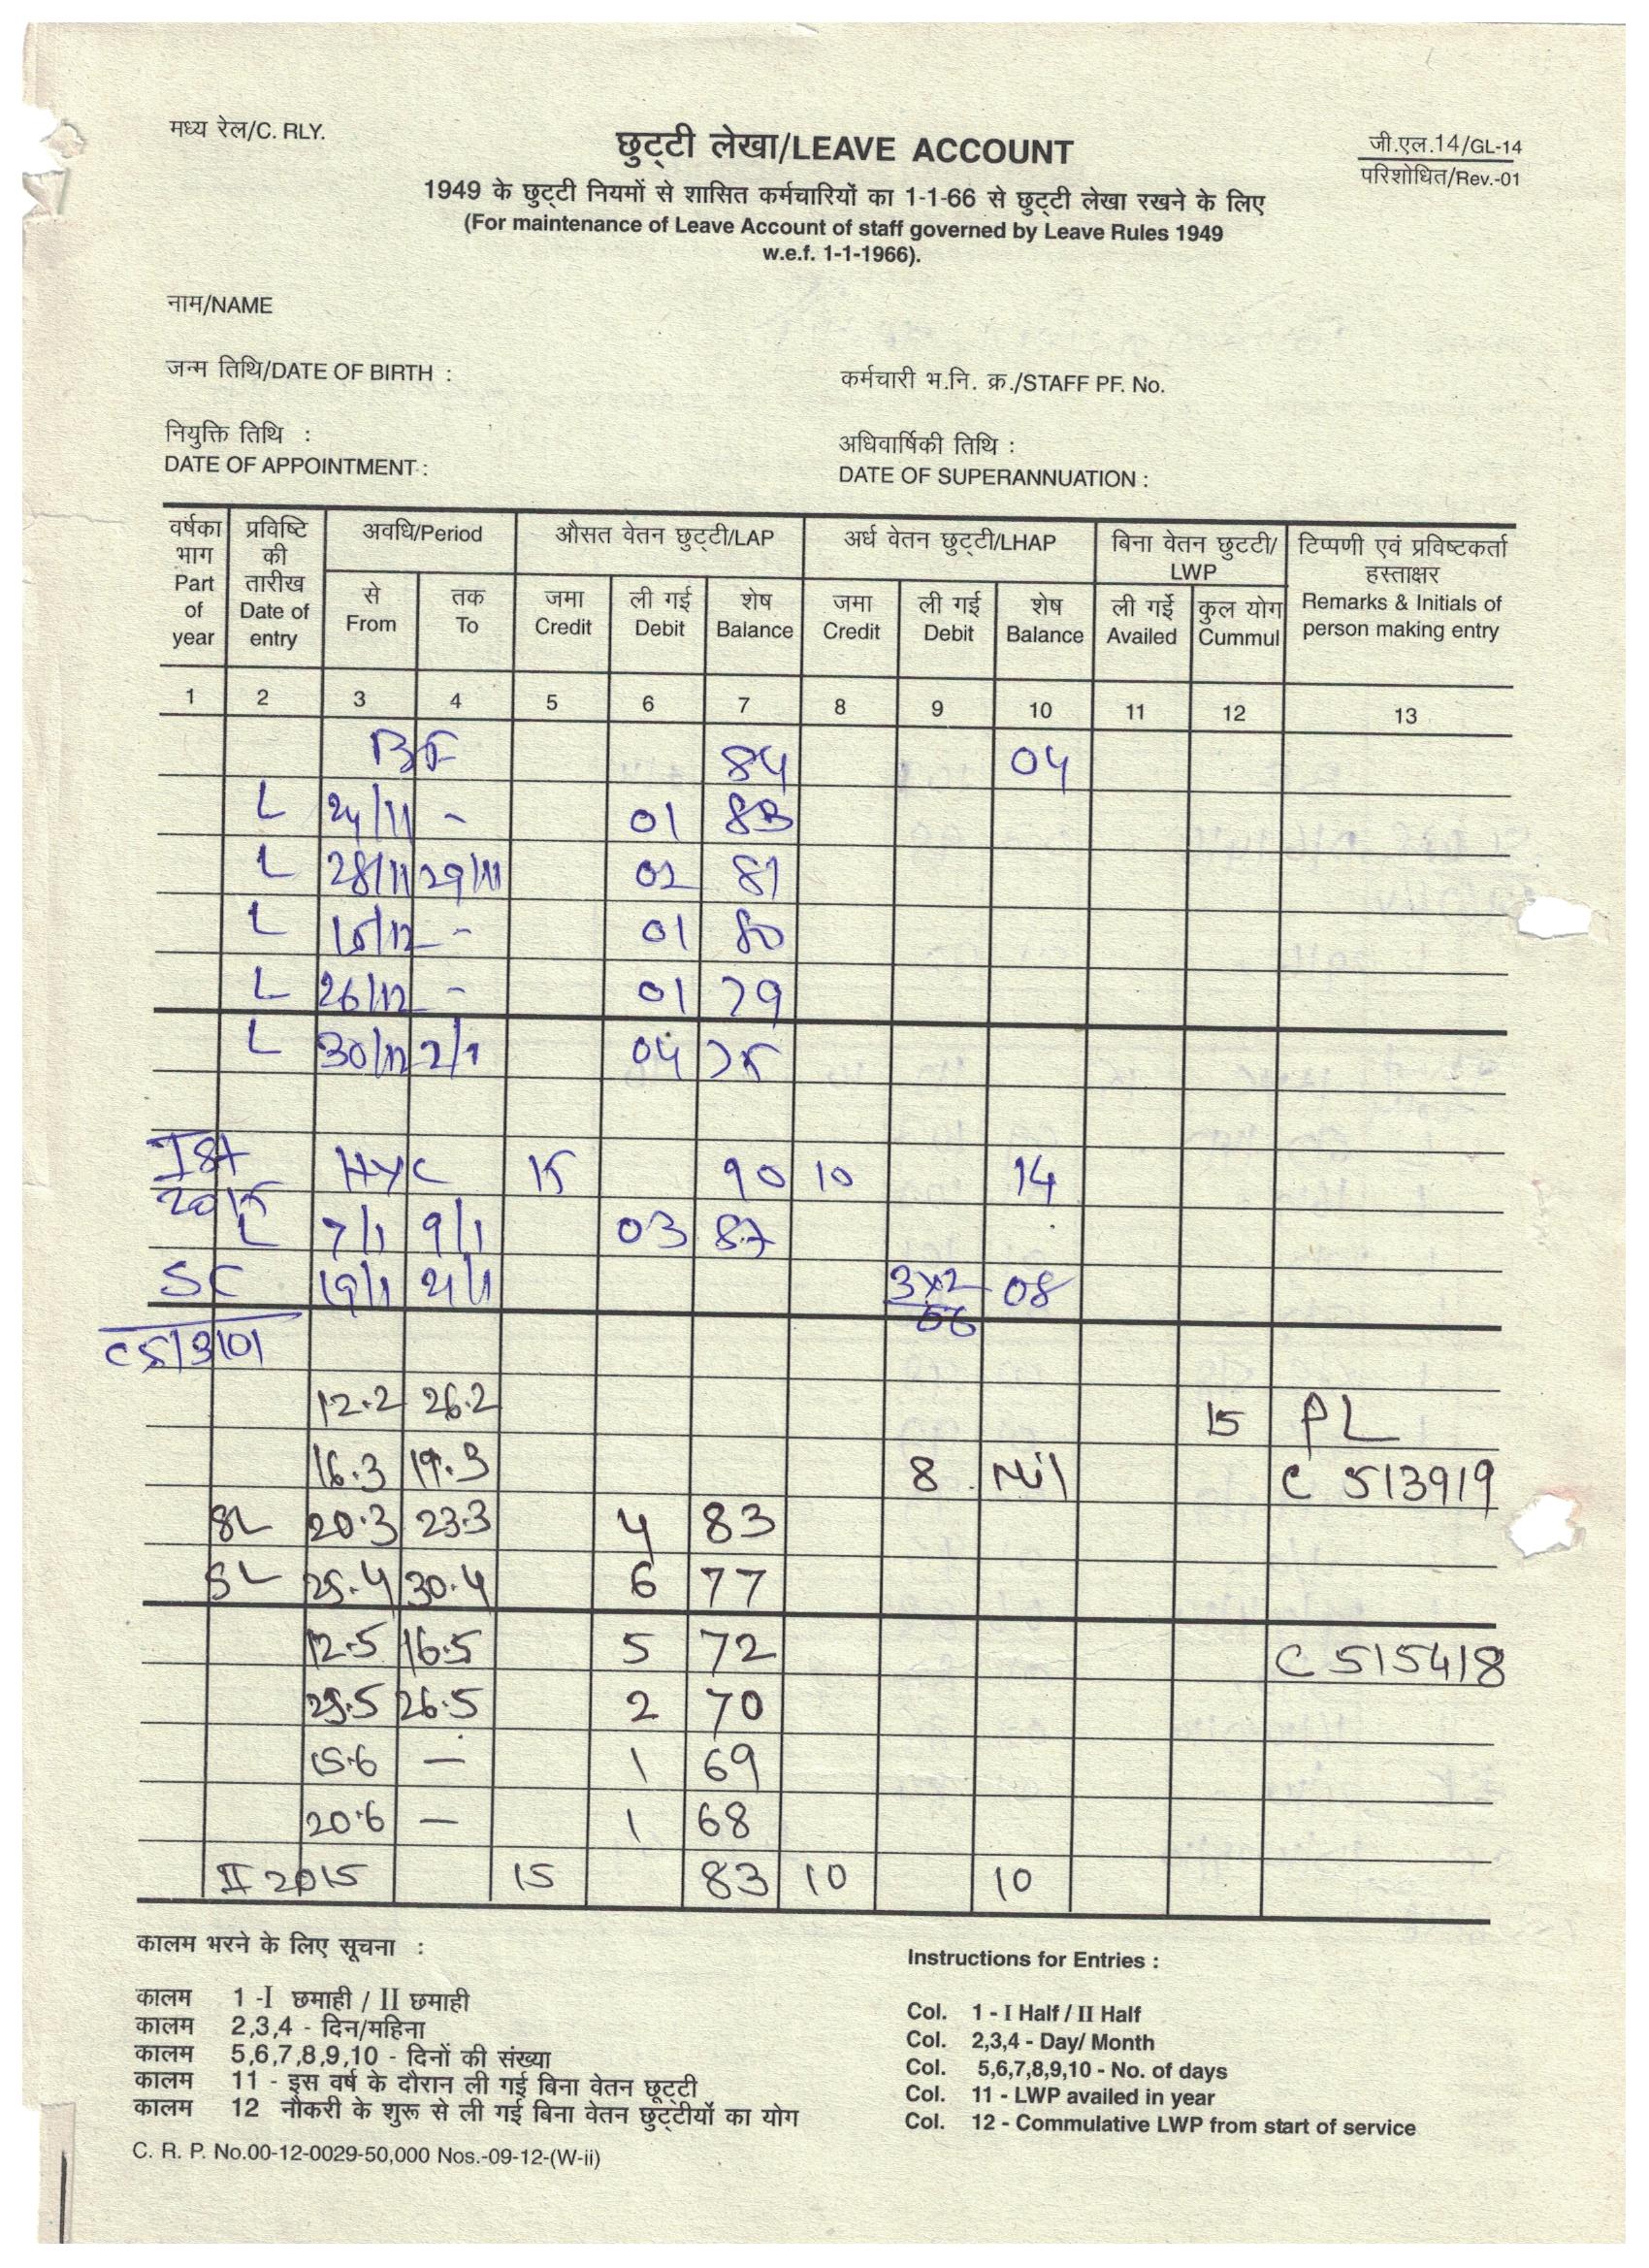 मध्य रेल/C. RLY.
छुट्टी लेखा/LEAVE ACCOUNT
जी.एल.14/GL-14
परिशोधित/Rev.-01
1949 के छुट्टी नियमों से शासित कर्मचारियों का 1-1-66 से छुट्टी लेखा रखने के लिए
(For maintenance of Leave Account of staff governed by Leave Rules 1949
w.e.f. 1-1-1966).
नाम/NAME
जन्म तिथि/DATE OF BIRTH :
कर्मचारी भ.नि. क्र./STAFF PF. No.
नियुक्ति तिथि :
DATE OF APPOINTMENT :
अधिवार्षिकी तिथि :
DATE OF SUPERANNUATION :
वर्षका भाग Part of year
प्रविष्टि की तारीख Date of entry
अवधि/Period
औसत वेतन छुट्टी/LAP
अर्ध वेतन छुट्टी/LHAP
बिना वेतन छुटटी/ LWP
टिप्पणी एवं प्रविष्टकर्ता हस्ताक्षर Remarks & Initials of person making entry
से From
तक To
जमा Credit
ली गई Debit
शेष Balance
जमा Credit
ली गई Debit
शेष Balance
ली गईे Availed
कुल योग Cummul
1 2 3 4 5 6 7 8 9 10 11 12 13
BF 84 04
L 24/11 - 01 83
L 28/11 29/11 02 81
L 15/12 - 01 80
L 26/12 - 01 79
L 30/12 2/1 04 75
Ist HYC 15 90 10 14
2015
L 7/1 9/1 03 87
SC 19/1 21/1 3x2 08
06
C 513101
12.2 26.2 15 PL
16.3 19.3 8 Nil C 513919
SL 20.3 23.3 4 83
SL 25.4 30.4 6 77
12.5 16.5 5 72 C 515418
25.5 26.5 2 70
15.6 — 1 69
20.6 — 1 68
II 2015 15 83 10 10
कालम भरने के लिए सूचना :
Instructions for Entries :
कालम 1 -I छमाही / II छमाही
कालम 2,3,4 - दिन/महिना
कालम 5,6,7,8,9,10 - दिनों की संख्या
कालम 11 - इस वर्ष के दौरान ली गई बिना वेतन छूट्टी
कालम 12 नौकरी के शुरू से ली गई बिना वेतन छुट्टीयों का योग
Col. 1 - I Half / II Half
Col. 2,3,4 - Day/ Month
Col. 5,6,7,8,9,10 - No. of days
Col. 11 - LWP availed in year
Col. 12 - Commulative LWP from start of service
C. R. P. No.00-12-0029-50,000 Nos.-09-12-(W-ii)